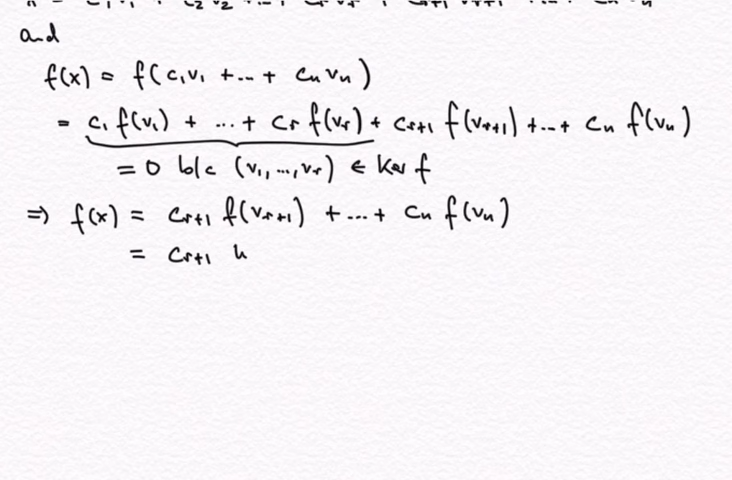 and
f(x) = f(c₁v₁ + ... + cₙvₙ)
= c₁ f(v₁) + ... + cᵣ f(vᵣ) + cᵣ₊₁ f(vᵣ₊₁) + ... + cₙ f(vₙ)
= 0 b/c (v₁, ..., vᵣ) ∈ Ker f
⇒ f(x) = cᵣ₊₁ f(vᵣ₊₁) + ... + cₙ f(vₙ)
= cᵣ₊₁ u